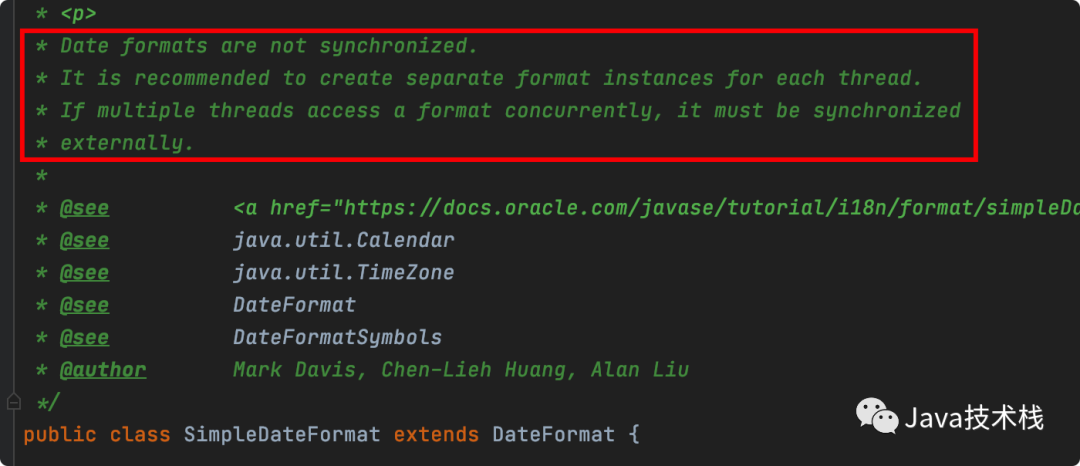 * <p>
* Date formats are not synchronized.
* It is recommended to create separate format instances for each thread.
* If multiple threads access a format concurrently, it must be synchronized
* externally.
*
* @see <a href="https://docs.oracle.com/javase/tutorial/i18n/format/simpleDa
* @see java.util.Calendar
* @see java.util.TimeZone
* @see DateFormat
* @see DateFormatSymbols
* @author Mark Davis, Chen-Lieh Huang, Alan Liu
*/
public class SimpleDateFormat extends DateFormat {
Java技术栈